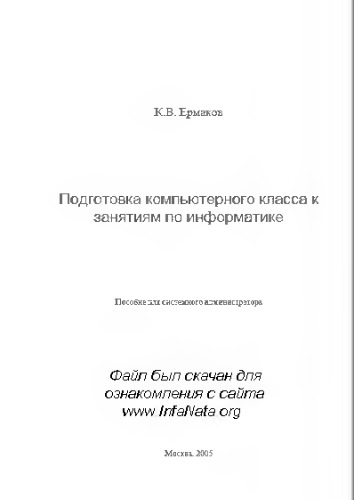 К.В. Ермаков
Подготовка компьютерного класса к
занятиям по информатике
Пособие для системного администратора
Файл был скачан для
ознакомления с сайта
www InfaNata org
Москва, 2005